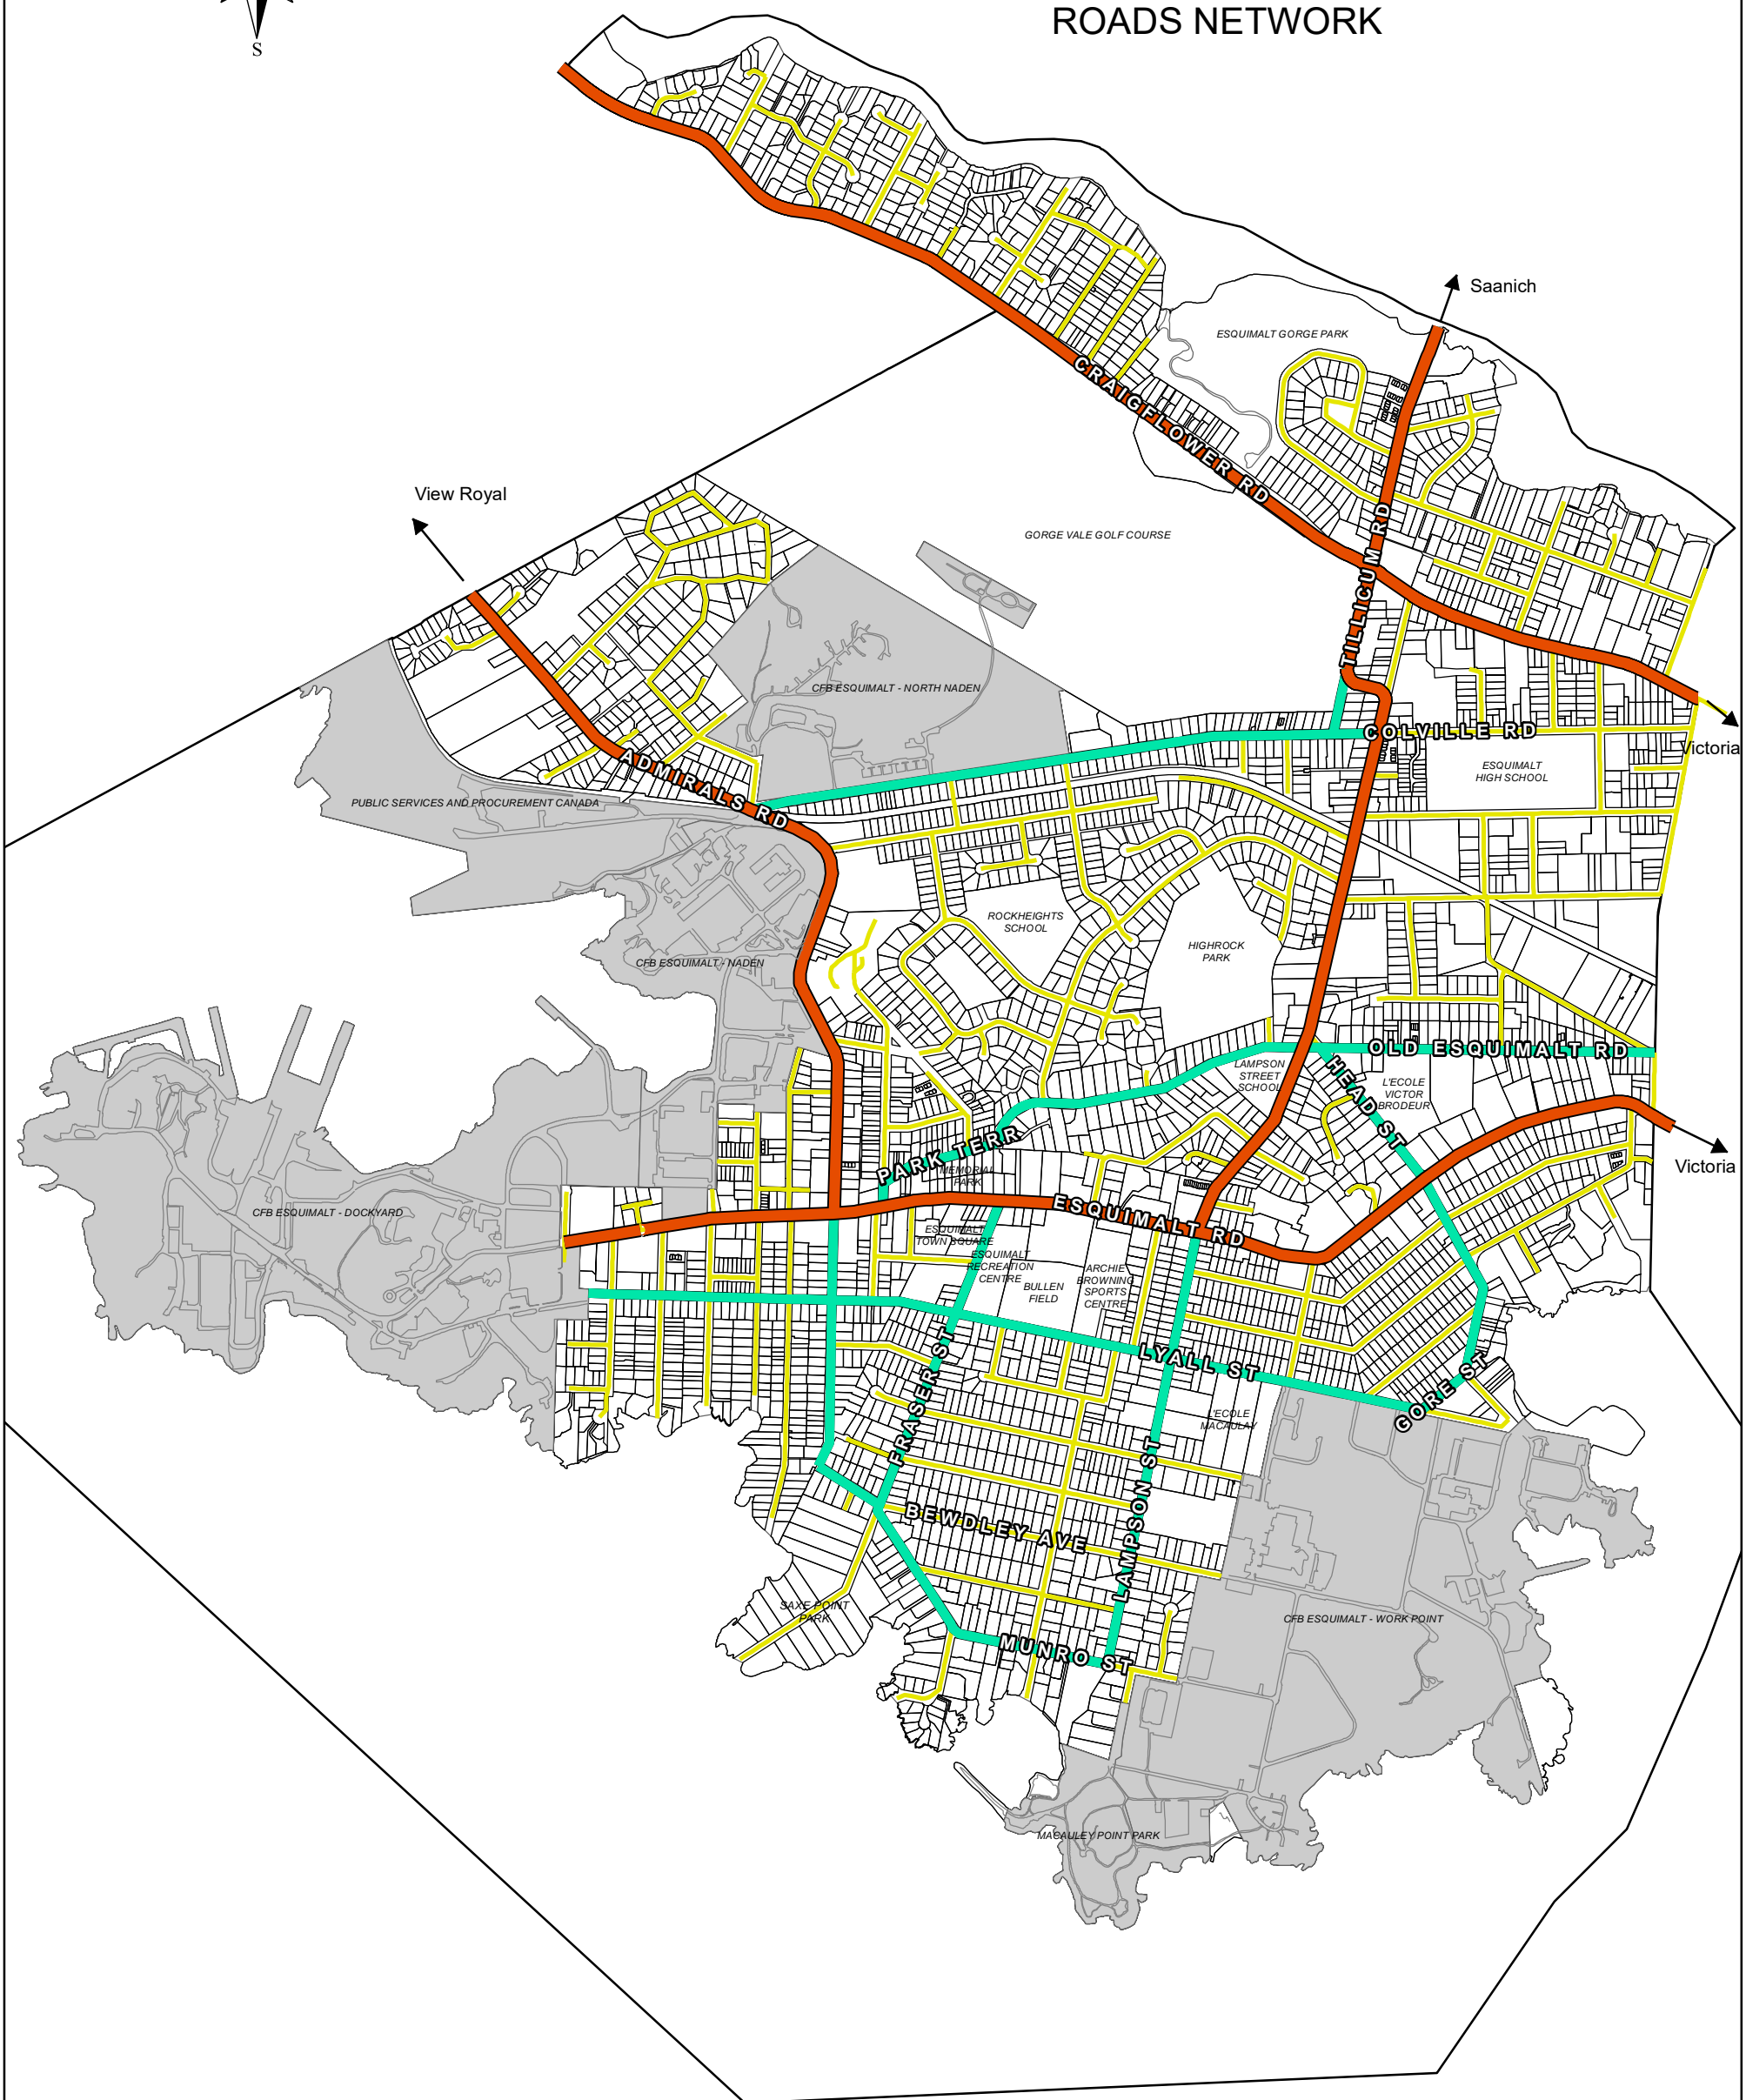 S
ROADS NETWORK
Saanich
ESQUIMALT GORGE PARK
CRAIGFLOWER RD
View Royal
TILLICUM RD
GORGE VALE GOLF COURSE
CFB ESQUIMALT - NORTH NADEN
COLVILLE RD
Victoria
ESQUIMALT
HIGH SCHOOL
ADMIRALS RD
PUBLIC SERVICES AND PROCUREMENT CANADA
ROCKHEIGHTS
SCHOOL
HIGHROCK
PARK
CFB ESQUIMALT - NADEN
OLD ESQUIMALT RD
HEAD ST
LAMPSON
STREET
SCHOOL
L'ECOLE
VICTOR
BRODEUR
PARK TERR
MEMORIAL
PARK
Victoria
CFB ESQUIMALT - DOCKYARD
ESQUIMALT RD
ESQUIMALT
TOWN SQUARE
ESQUIMALT
RECREATION
CENTRE
BULLEN
FIELD
ARCHIE
BROWNING
SPORTS
CENTRE
LYALL ST
FRASER ST
GORE ST
L'ECOLE
MACAULAY
LAMPSON ST
BEWDLEY AVE
SAXE POINT
PARK
CFB ESQUIMALT - WORK POINT
MUNRO ST
MACAULEY POINT PARK